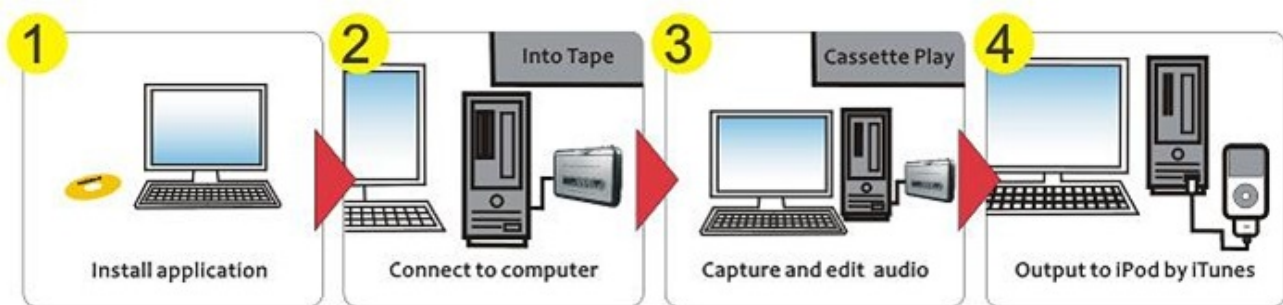 1
2
3
4
Into Tape
Cassette Play
Install application
Connect to computer
Capture and edit audio
Output to iPod by iTunes